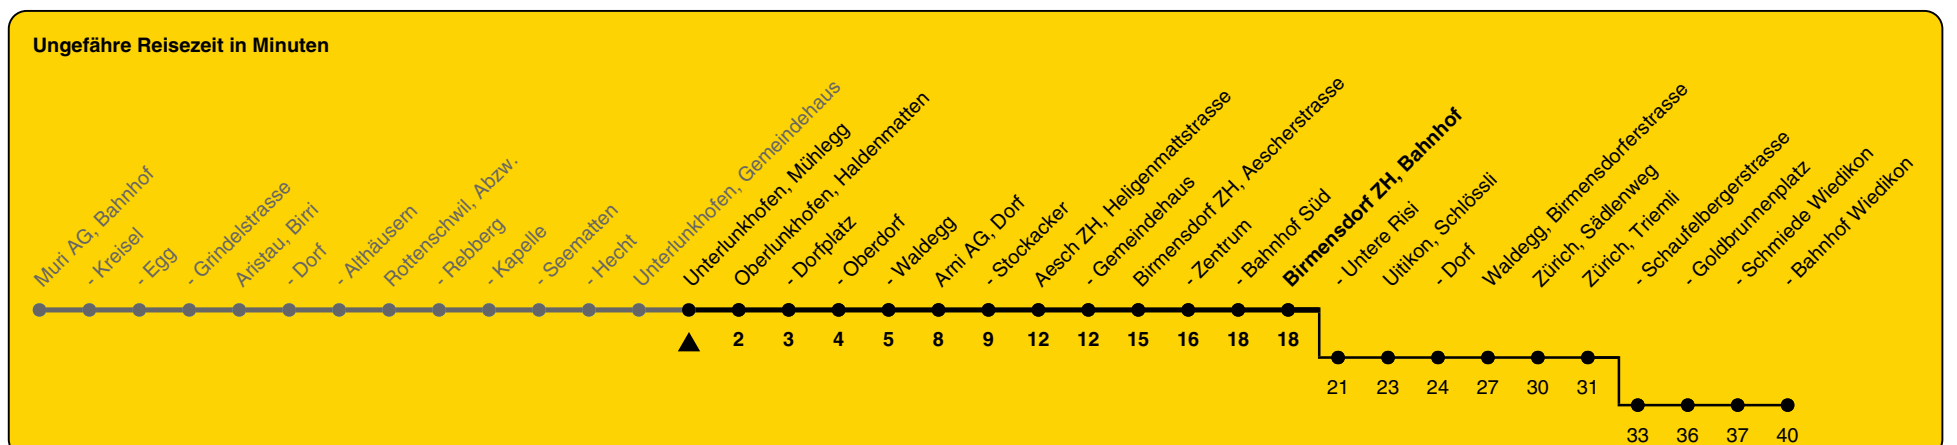 Ungefähre Reisezeit in Minuten
Muri AG, Bahnhof
- Kreisel
- Egg
- Grindelstrasse
Aristau, Birri
- Dorf
- Althäusern
Rottenschwil, Abzw.
- Rebberg
- Kapelle
- Seematten
- Hecht
Unterlunkhofen, Gemeindehaus
Unterlunkhofen, Mühlegg
Oberlunkhofen, Haldenmatten
- Dorfplatz
- Oberdorf
- Waldegg
Arni AG, Dorf
- Stockacker
Aesch ZH, Heligenmattstrasse
- Gemeindehaus
Birmensdorf ZH, Aescherstrasse
- Zentrum
- Bahnhof Süd
Birmensdorf ZH, Bahnhof
- Untere Risi
Uitikon, Schlössli
- Dorf
Waldegg, Birmensdorferstrasse
Zürich, Sädlenweg
Zürich, Triemli
- Schaufelbergerstrasse
- Goldbrunnenplatz
- Schmiede Wiedikon
- Bahnhof Wiedikon
2 3 4 5 8 9 12 12 15 16 18 18
21 23 24 27 30 31
33 36 37 40